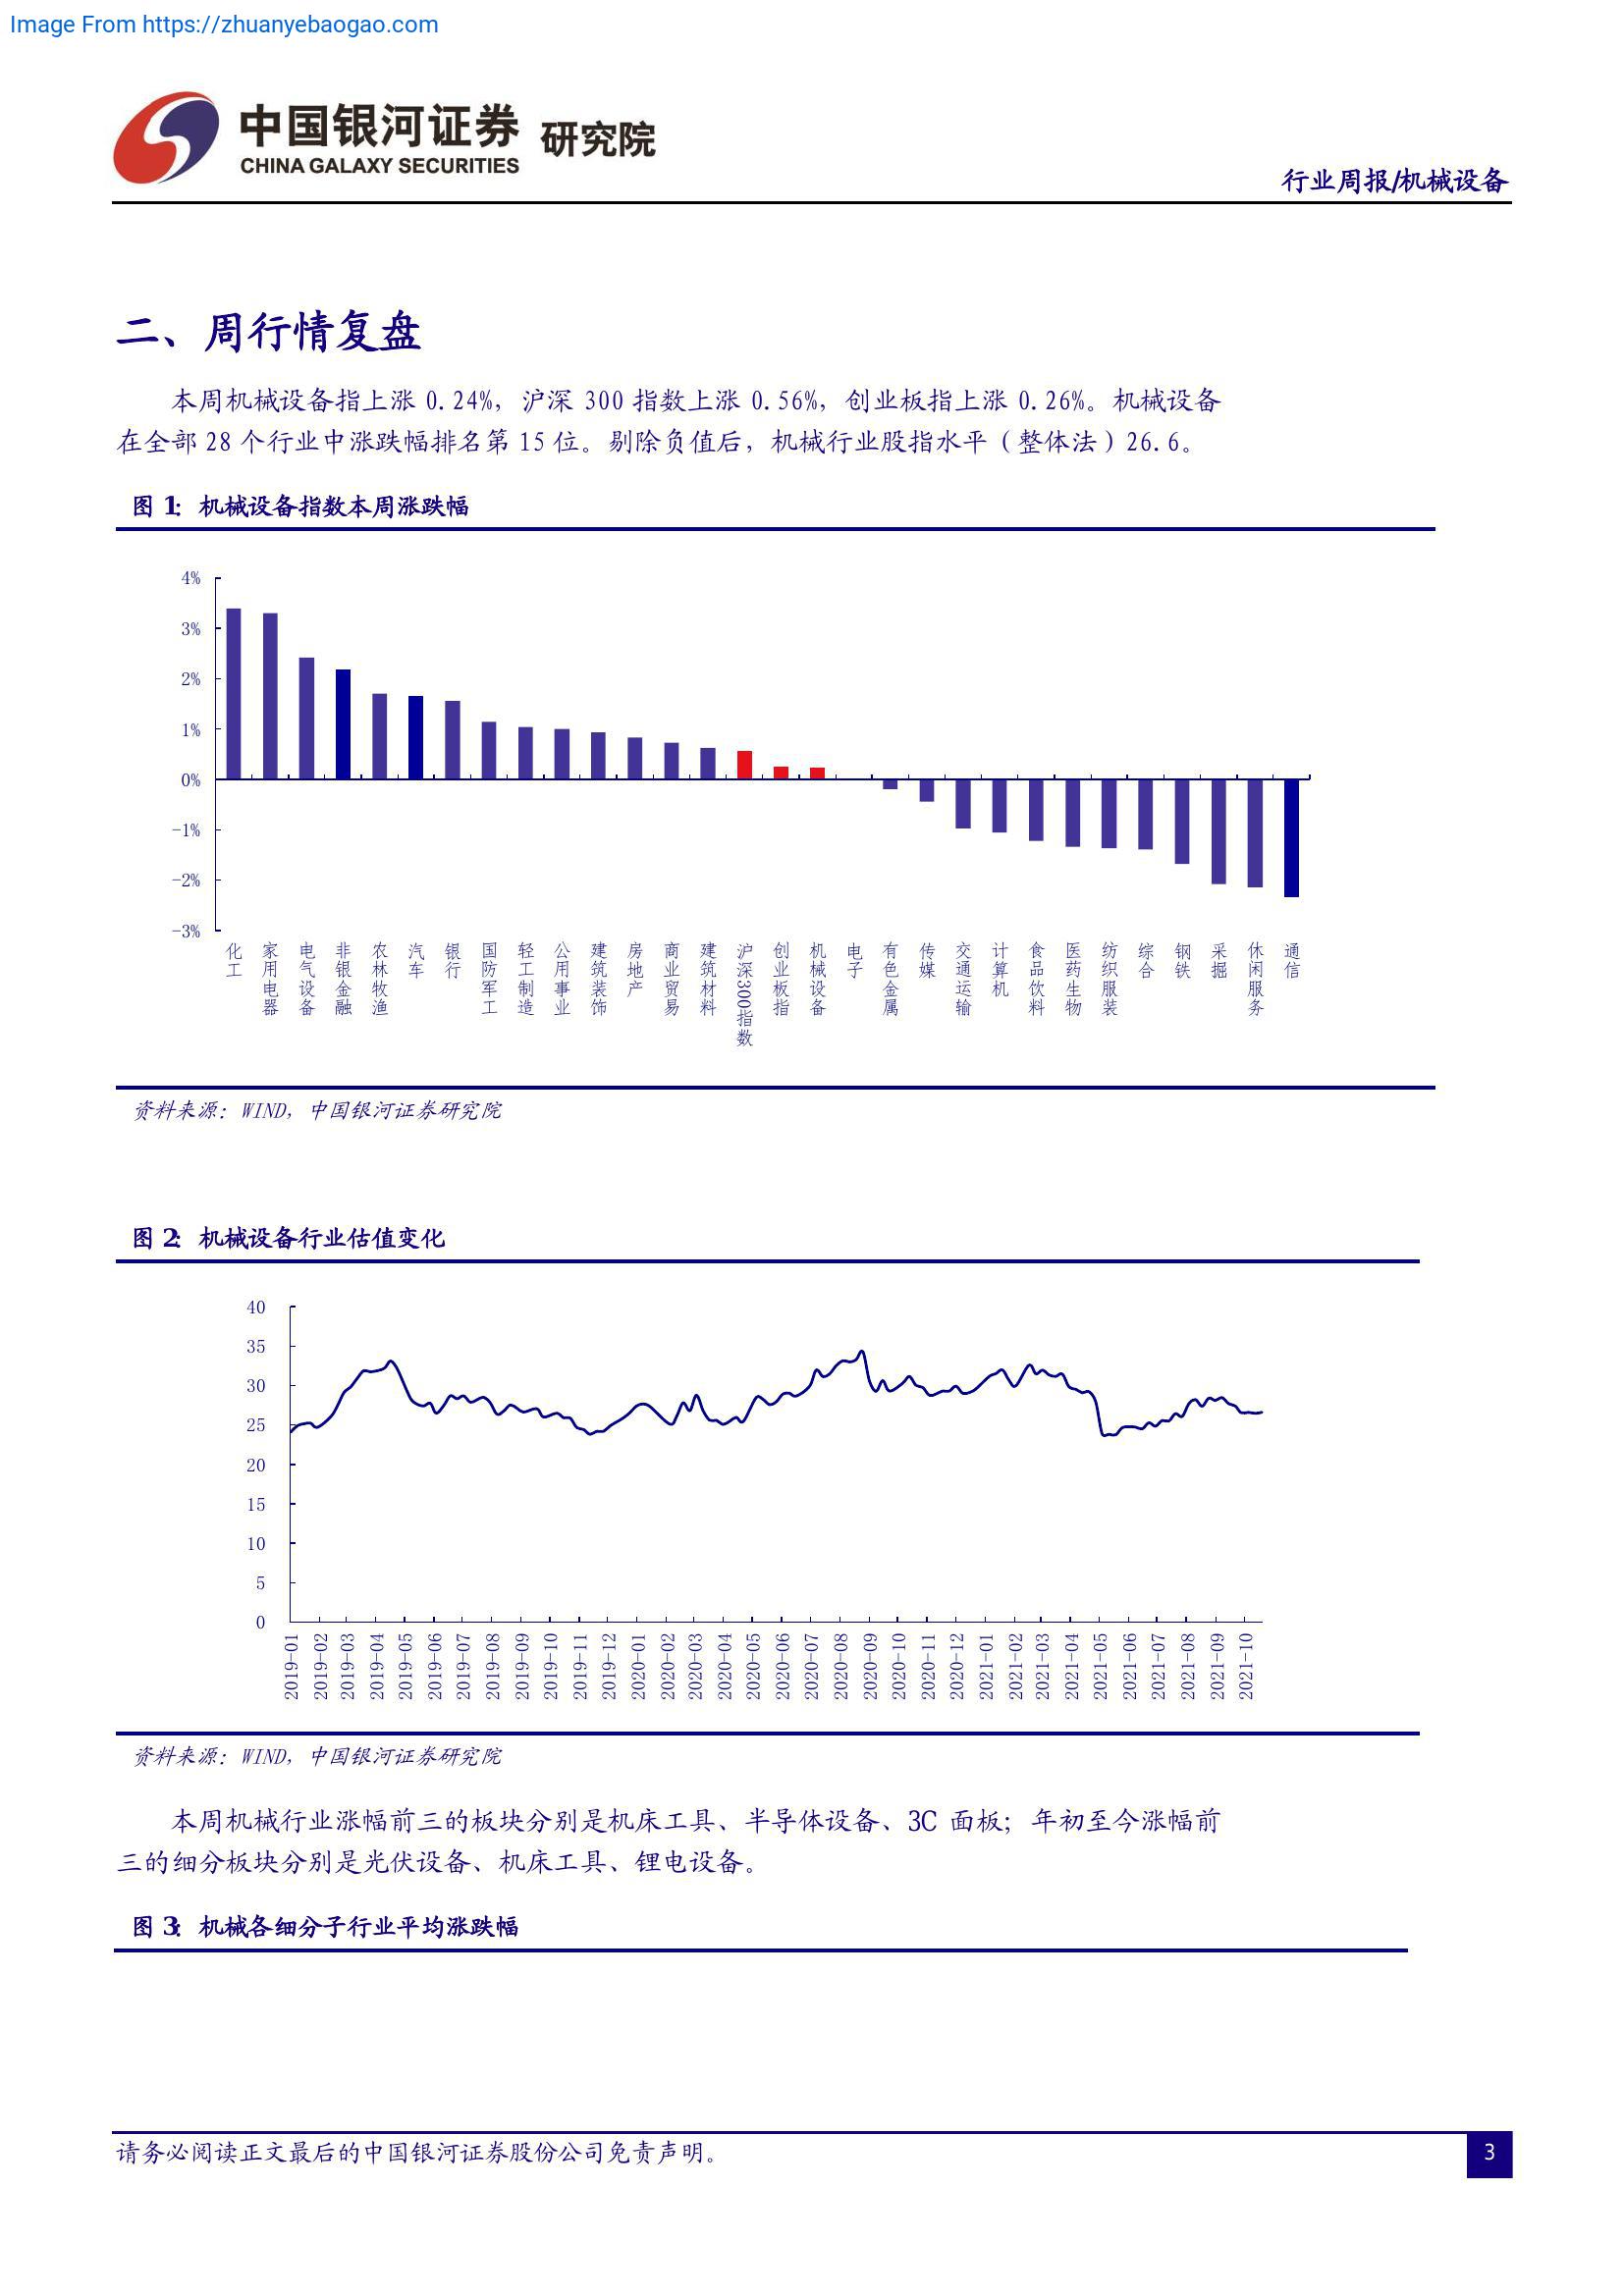 Image From https://zhuanyebaogao.com
中国银河证券 研究院
CHINA GALAXY SECURITIES
行业周报/机械设备
二、周行情复盘
本周机械设备指上涨 0.24%，沪深 300 指数上涨 0.56%，创业板指上涨 0.26%。机械设备
在全部 28 个行业中涨跌幅排名第 15 位。剔除负值后，机械行业股指水平（整体法）26.6。
图 1：机械设备指数本周涨跌幅
4%
3%
2%
1%
0%
-1%
-2%
-3%
化工
家用电器
电气设备
非银金融
农林牧渔
汽车
银行
国防军工
轻工制造
公用事业
建筑装饰
房地产
商业贸易
建筑材料
沪深300指数
创业板指
机械设备
电子
有色金属
传媒
交通运输
计算机
食品饮料
医药生物
纺织服装
综合
钢铁
采掘
休闲服务
通信
资料来源：WIND，中国银河证券研究院
图 2：机械设备行业估值变化
40
35
30
25
20
15
10
5
0
2019-01
2019-02
2019-03
2019-04
2019-05
2019-06
2019-07
2019-08
2019-09
2019-10
2019-11
2019-12
2020-01
2020-02
2020-03
2020-04
2020-05
2020-06
2020-07
2020-08
2020-09
2020-10
2020-11
2020-12
2021-01
2021-02
2021-03
2021-04
2021-05
2021-06
2021-07
2021-08
2021-09
2021-10
资料来源：WIND，中国银河证券研究院
本周机械行业涨幅前三的板块分别是机床工具、半导体设备、3C 面板；年初至今涨幅前
三的细分板块分别是光伏设备、机床工具、锂电设备。
图 3：机械各细分子行业平均涨跌幅
请务必阅读正文最后的中国银河证券股份公司免责声明。
3